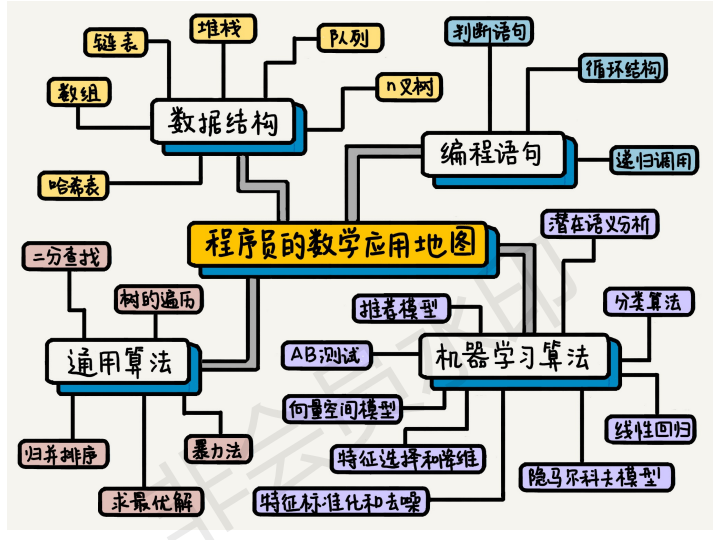 链表
堆栈
队列
判断语句
数组
n叉树
循环结构
数据结构
编程语句
哈希表
递归调用
程序员的数学应用地图
潜在语义分析
二分查找
树的遍历
推荐模型
分类算法
通用算法
AB测试
机器学习算法
向量空间模型
线性回归
归并排序
暴力法
特征选择和降维
隐马尔科夫模型
求最优解
特征标准化和去噪
非会员水印